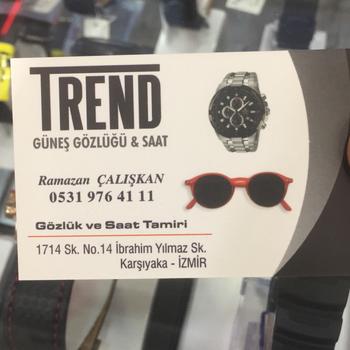 TREND
GÜNEŞ GÖZLÜĞÜ & SAAT
Ramazan ÇALIŞKAN
0531 976 41 11
Gözlük ve Saat Tamiri
1714 Sk. No.14 İbrahim Yılmaz Sk.
Karşıyaka - İZMİR